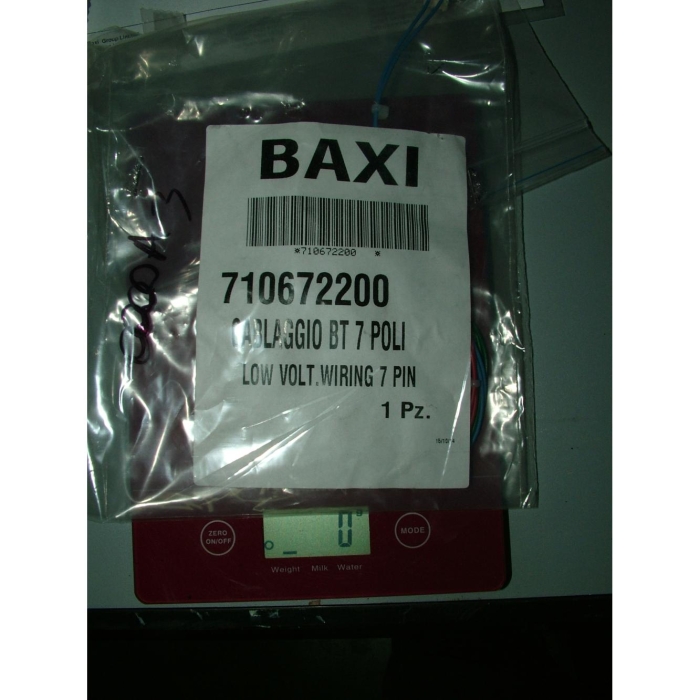 BAXI
*710672200 *
710672200
CABLAGGIO BT 7 POLI
LOW VOLT.WIRING 7 PIN
1 Pz.
ZERO
ON/OFF
0 g
MODE
Weight Milk Water